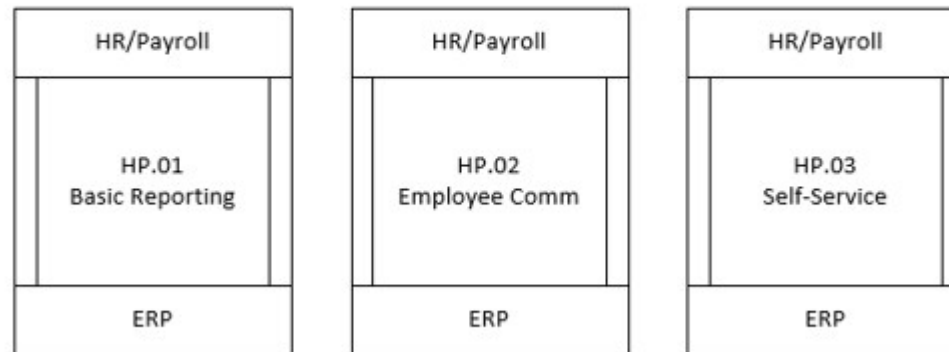 HR/Payroll
HP.01
Basic Reporting
ERP
HR/Payroll
HP.02
Employee Comm
ERP
HR/Payroll
HP.03
Self-Service
ERP